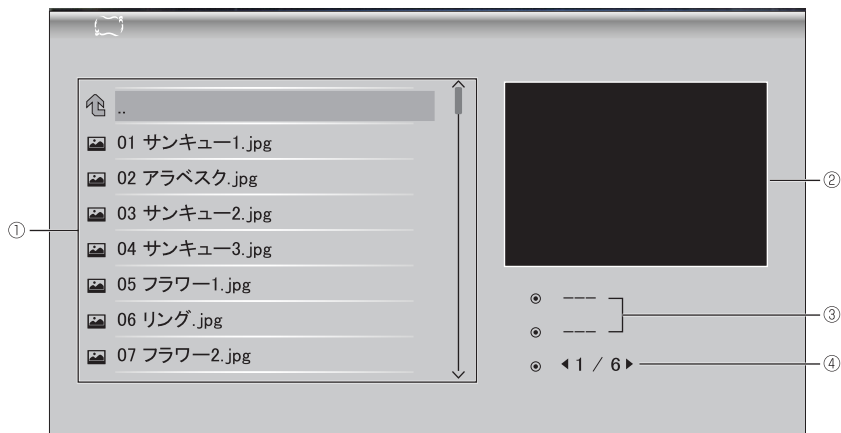 ..
01 サンキュー1.jpg
02 アラベスク.jpg
03 サンキュー2.jpg
04 サンキュー3.jpg
05 フラワー1.jpg
06 リング.jpg
07 フラワー2.jpg
①
②
---
---
③
1 / 6
④